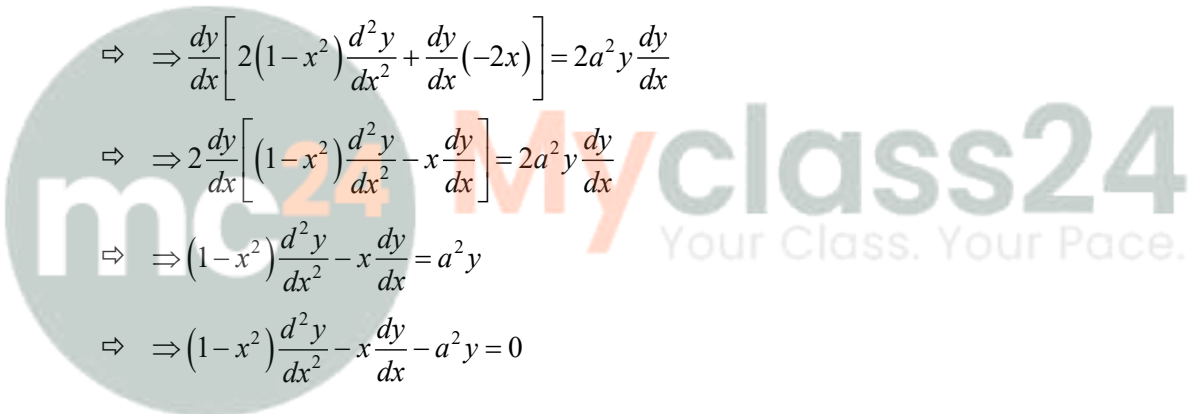 ⇨ ⇒ dy/dx[2(1−x²)d²y/dx² + dy/dx(−2x)] = 2a²y dy/dx
⇨ ⇒ 2 dy/dx[(1−x²)d²y/dx² − x dy/dx] = 2a²y dy/dx
⇨ ⇒ (1−x²)d²y/dx² − x dy/dx = a²y
⇨ ⇒ (1−x²)d²y/dx² − x dy/dx − a²y = 0
mc24 Myclass24
Your Class. Your Pace.